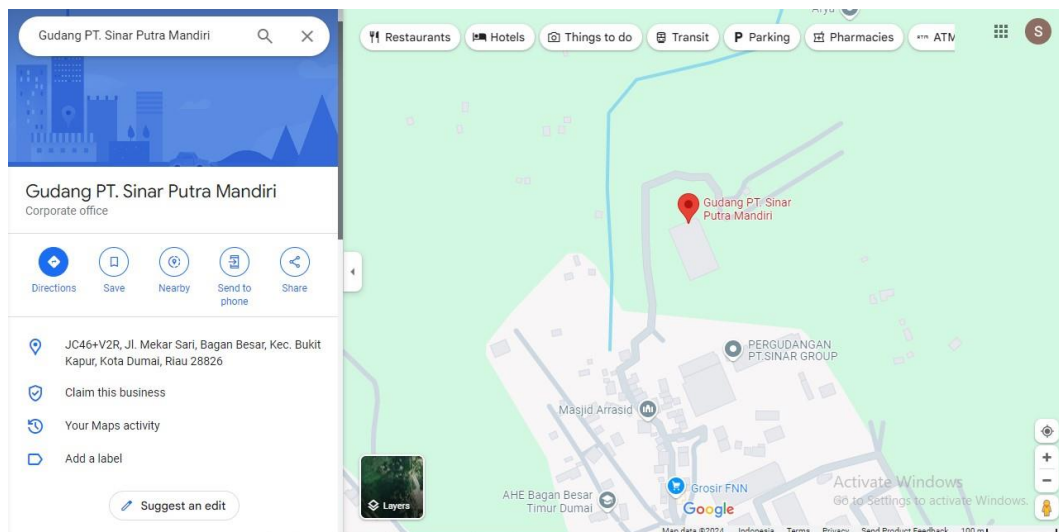 Gudang PT. Sinar Putra Mandiri
Gudang PT. Sinar Putra Mandiri
Corporate office
Directions
Save
Nearby
Send to
phone
Share
JC46+V2R, Jl. Mekar Sari, Bagan Besar, Kec. Bukit
Kapur, Kota Dumai, Riau 28826
Claim this business
Your Maps activity
Add a label
Suggest an edit
Restaurants
Hotels
Things to do
Transit
P Parking
Pharmacies
ATM ATM
S
Gudang PT. Sinar
Putra Mandiri
PERGUDANGAN
PT.SINAR GROUP
Masjid Arrasid
Grosir FNN
AHE Bagan Besar
Timur Dumai
Layers
Google
Activate Windows
Go to Settings to activate Windows.
Map data ©2024 Indonesia Terms Privacy Send Product Feedback 100 m